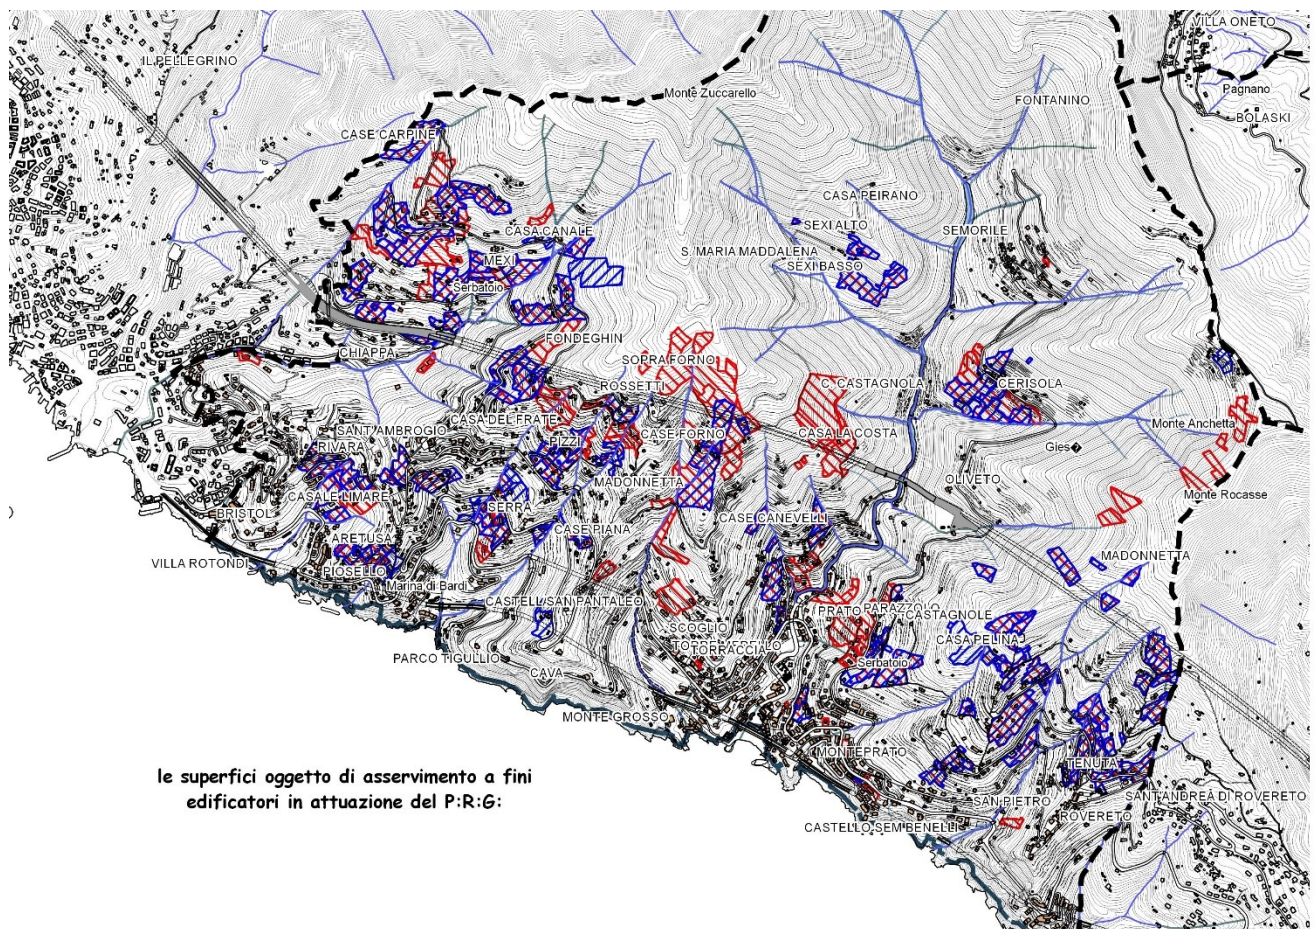 VILLA ONETO
IL PELLEGRINO
Pagnano
Monte Zuccarello
FONTANINO
BOLASKI
CASE CARPINE
CASA PEIRANO
SEXI ALTO
CASA CANALE
SEMORILE
S. MARIA MADDALENA
MEXI
SEXI BASSO
Serbatoio
FONDEGHIN
CHIAPPA
SOPRA FORNO
ROSSETTI
C. CASTAGNOLA
CERISOLA
CASA DEL FRATE
Monte Anchetta
SANT'AMBROGIO
CASE FORNO
CASA LA COSTA
PIZZI
RIVARA
Gies�
MADONNETTA
OLIVETO
CASALE LIMARE
Monte Rocasse
SERRA
BRISTOL
CASE CANEVELLI
CASE PIANA
ARETUSA
MADONNETTA
VILLA ROTONDI
PIOSELLO
Marina di Bardi
CASTELL SAN PANTALEO
PRATO
PARAZZOLO
CASTAGNOLE
SCOGLIO
CASA PELINA
TORRACCIA
PARCO TIGULLIO
Serbatoio
CAVA
MONTE GROSSO
MONTEPRATO
TENUTA
le superfici oggetto di asservimento a fini
edificatori in attuazione del P:R:G:
SANT'ANDREA DI ROVERETO
SAN PIETRO
ROVERETO
CASTELLO SEM BENELLI